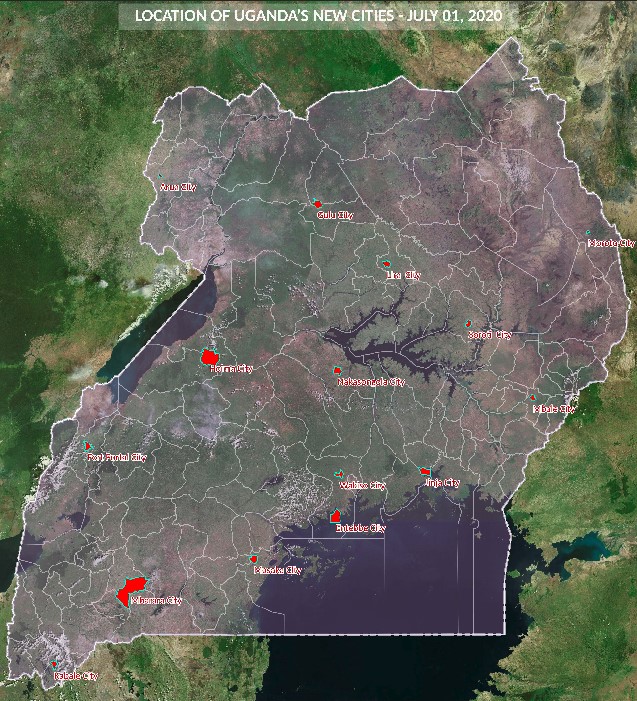 LOCATION OF UGANDA'S NEW CITIES - JULY 01, 2020
Arua City
Gulu City
Moroto City
Lira City
Soroti City
Hoima City
Nakasongola City
Mbale City
Fort Portal City
Wakiso City
Jinja City
Entebbe City
Masaka City
Mbarara City
Kabale City